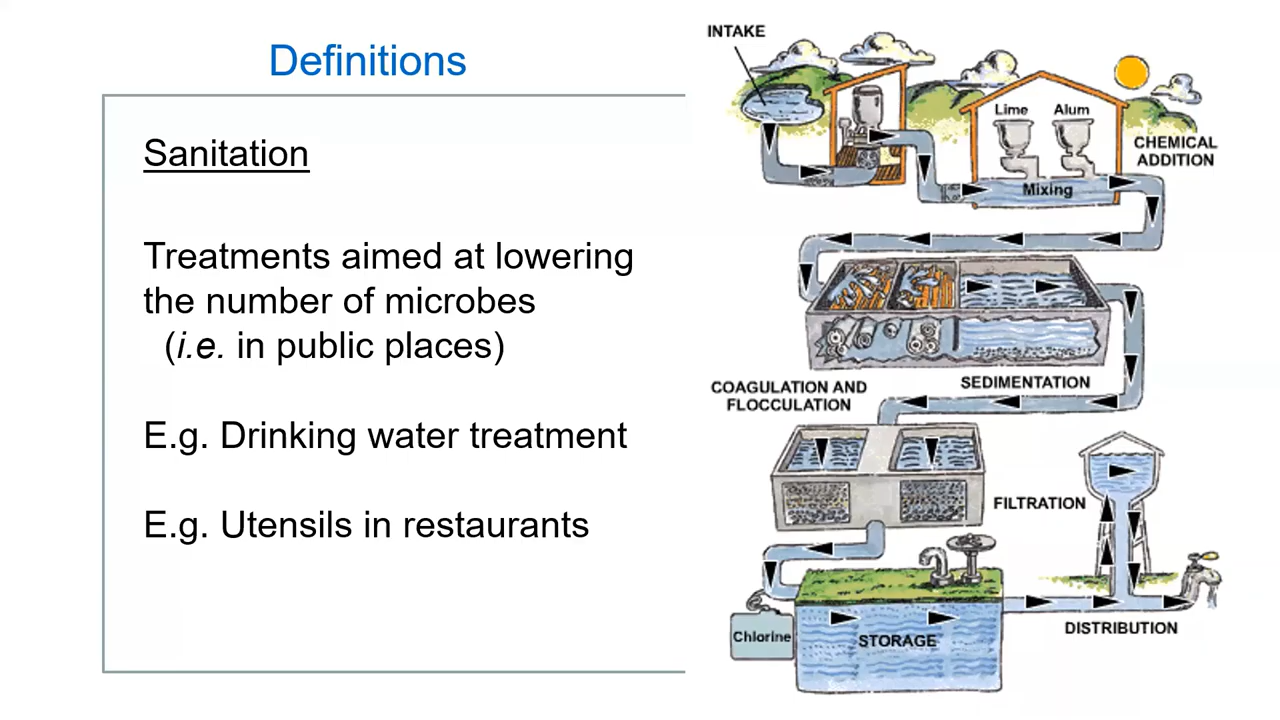 Definitions
Sanitation
Treatments aimed at lowering
the number of microbes
(i.e. in public places)
E.g. Drinking water treatment
E.g. Utensils in restaurants
INTAKE
Lime
Alum
CHEMICAL
ADDITION
Mixing
COAGULATION AND
FLOCCULATION
SEDIMENTATION
FILTRATION
Chlorine
STORAGE
DISTRIBUTION